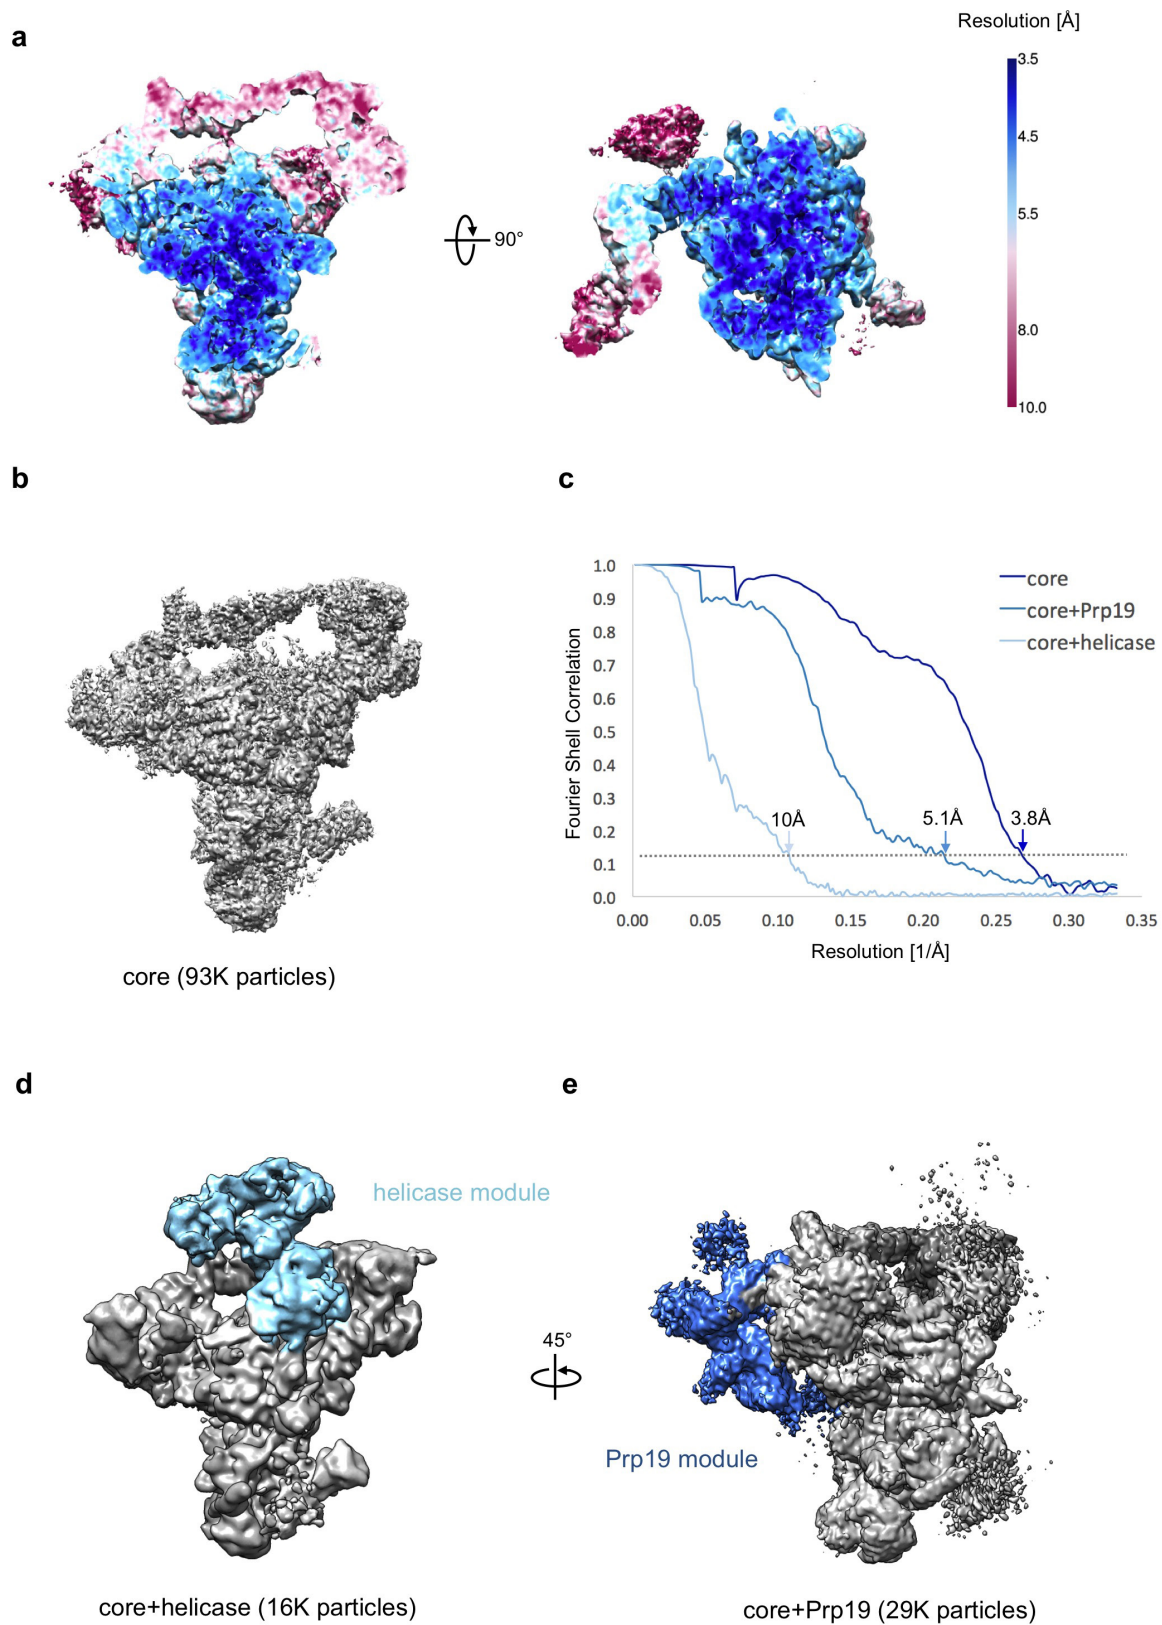 a
Resolution [Å]
3.5
4.5
5.5
8.0
10.0
90°
b
core (93K particles)
c
Fourier Shell Correlation
1.0
0.9
0.8
0.7
0.6
0.5
0.4
0.3
0.2
0.1
0.0
core
core+Prp19
core+helicase
10Å
5.1Å
3.8Å
0.00 0.05 0.10 0.15 0.20 0.25 0.30 0.35
Resolution [1/Å]
d
helicase module
core+helicase (16K particles)
45°
e
Prp19 module
core+Prp19 (29K particles)